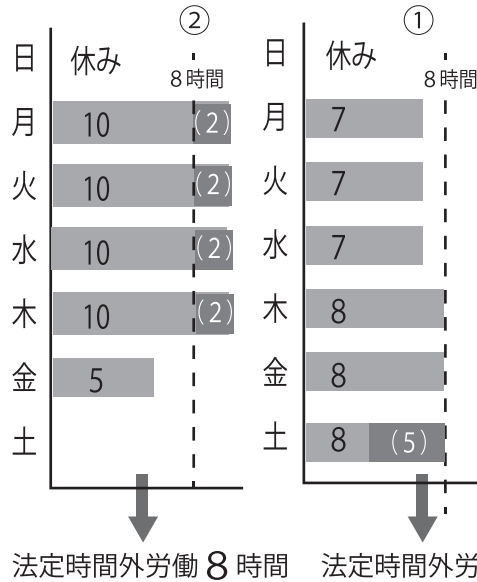 ② ①
日 休み 8時間 日 休み 8時間
月 10 (2) 月 7
火 10 (2) 火 7
水 10 (2) 水 7
木 10 (2) 木 8
金 5 金 8
土 土 8 (5)
法定時間外労働8時間 法定時間外労